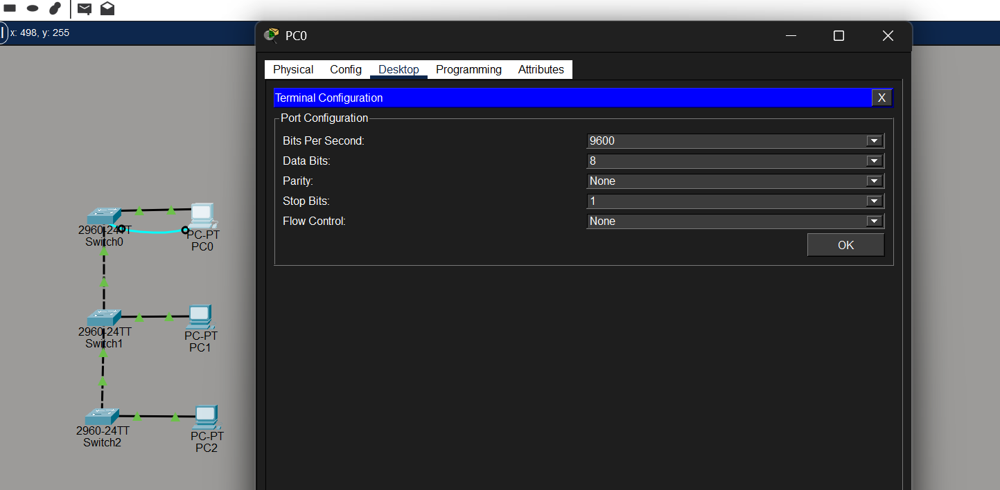 x: 498, y: 255
PC0
Physical Config Desktop Programming Attributes
Terminal Configuration X
Port Configuration
Bits Per Second: 9600
Data Bits: 8
Parity: None
Stop Bits: 1
Flow Control: None
OK
2960-24TT
Switch0
PC-PT
PC0
2960-24TT
Switch1
PC-PT
PC1
2960-24TT
Switch2
PC-PT
PC2